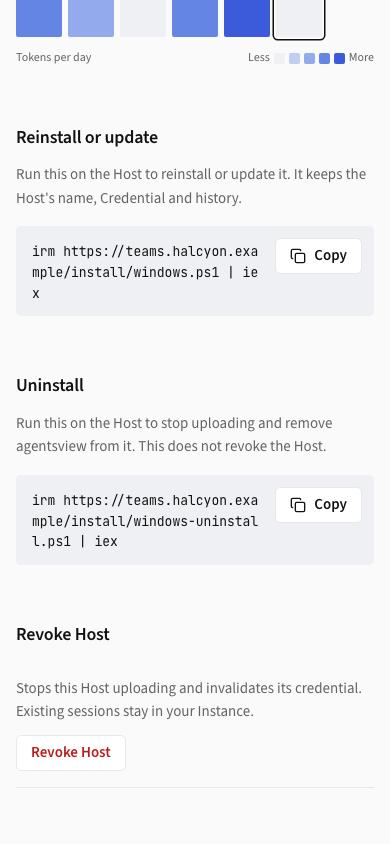 Tokens per day
Less More
Reinstall or update
Run this on the Host to reinstall or update it. It keeps the
Host's name, Credential and history.
irm https://teams.halcyon.exa
mple/install/windows.ps1 | ie
x
Copy
Uninstall
Run this on the Host to stop uploading and remove
agentsview from it. This does not revoke the Host.
irm https://teams.halcyon.exa
mple/install/windows-uninstal
l.ps1 | iex
Copy
Revoke Host
Stops this Host uploading and invalidates its credential.
Existing sessions stay in your Instance.
Revoke Host